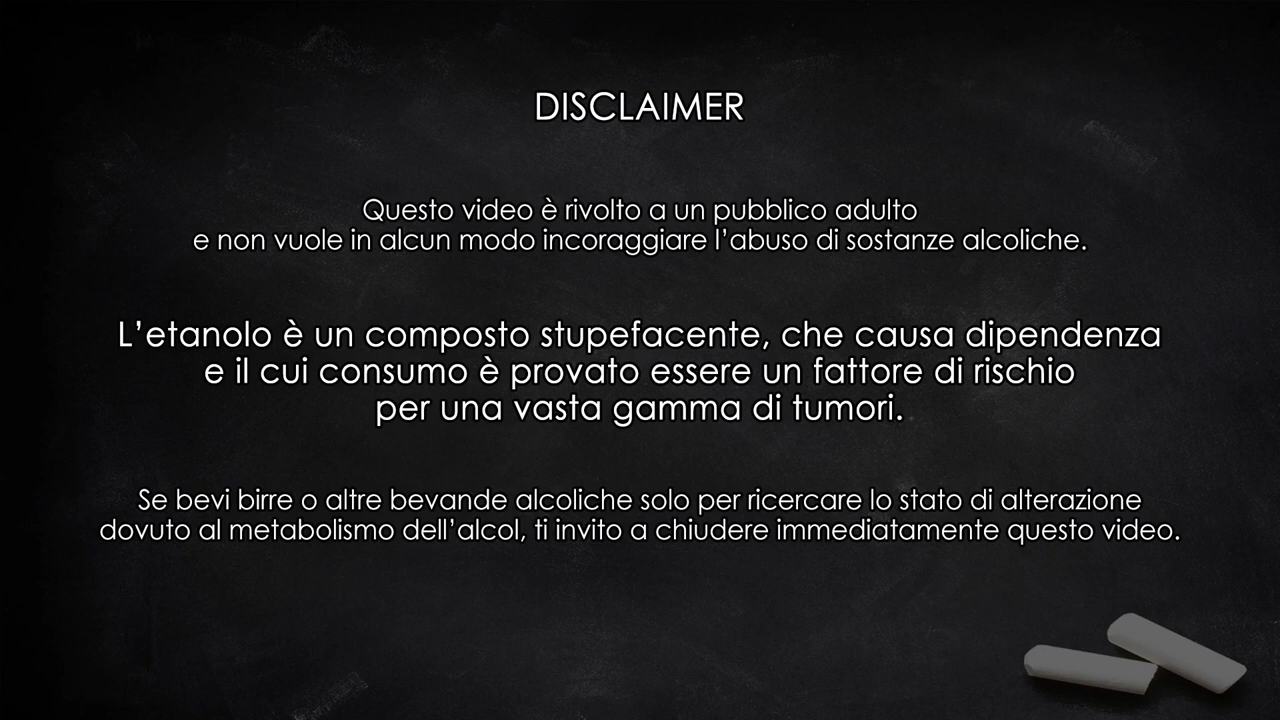 DISCLAIMER
Questo video è rivolto a un pubblico adulto
e non vuole in alcun modo incoraggiare l’abuso di sostanze alcoliche.
L’etanolo è un composto stupefacente, che causa dipendenza
e il cui consumo è provato essere un fattore di rischio
per una vasta gamma di tumori.
Se bevi birre o altre bevande alcoliche solo per ricercare lo stato di alterazione
dovuto al metabolismo dell’alcol, ti invito a chiudere immediatamente questo video.